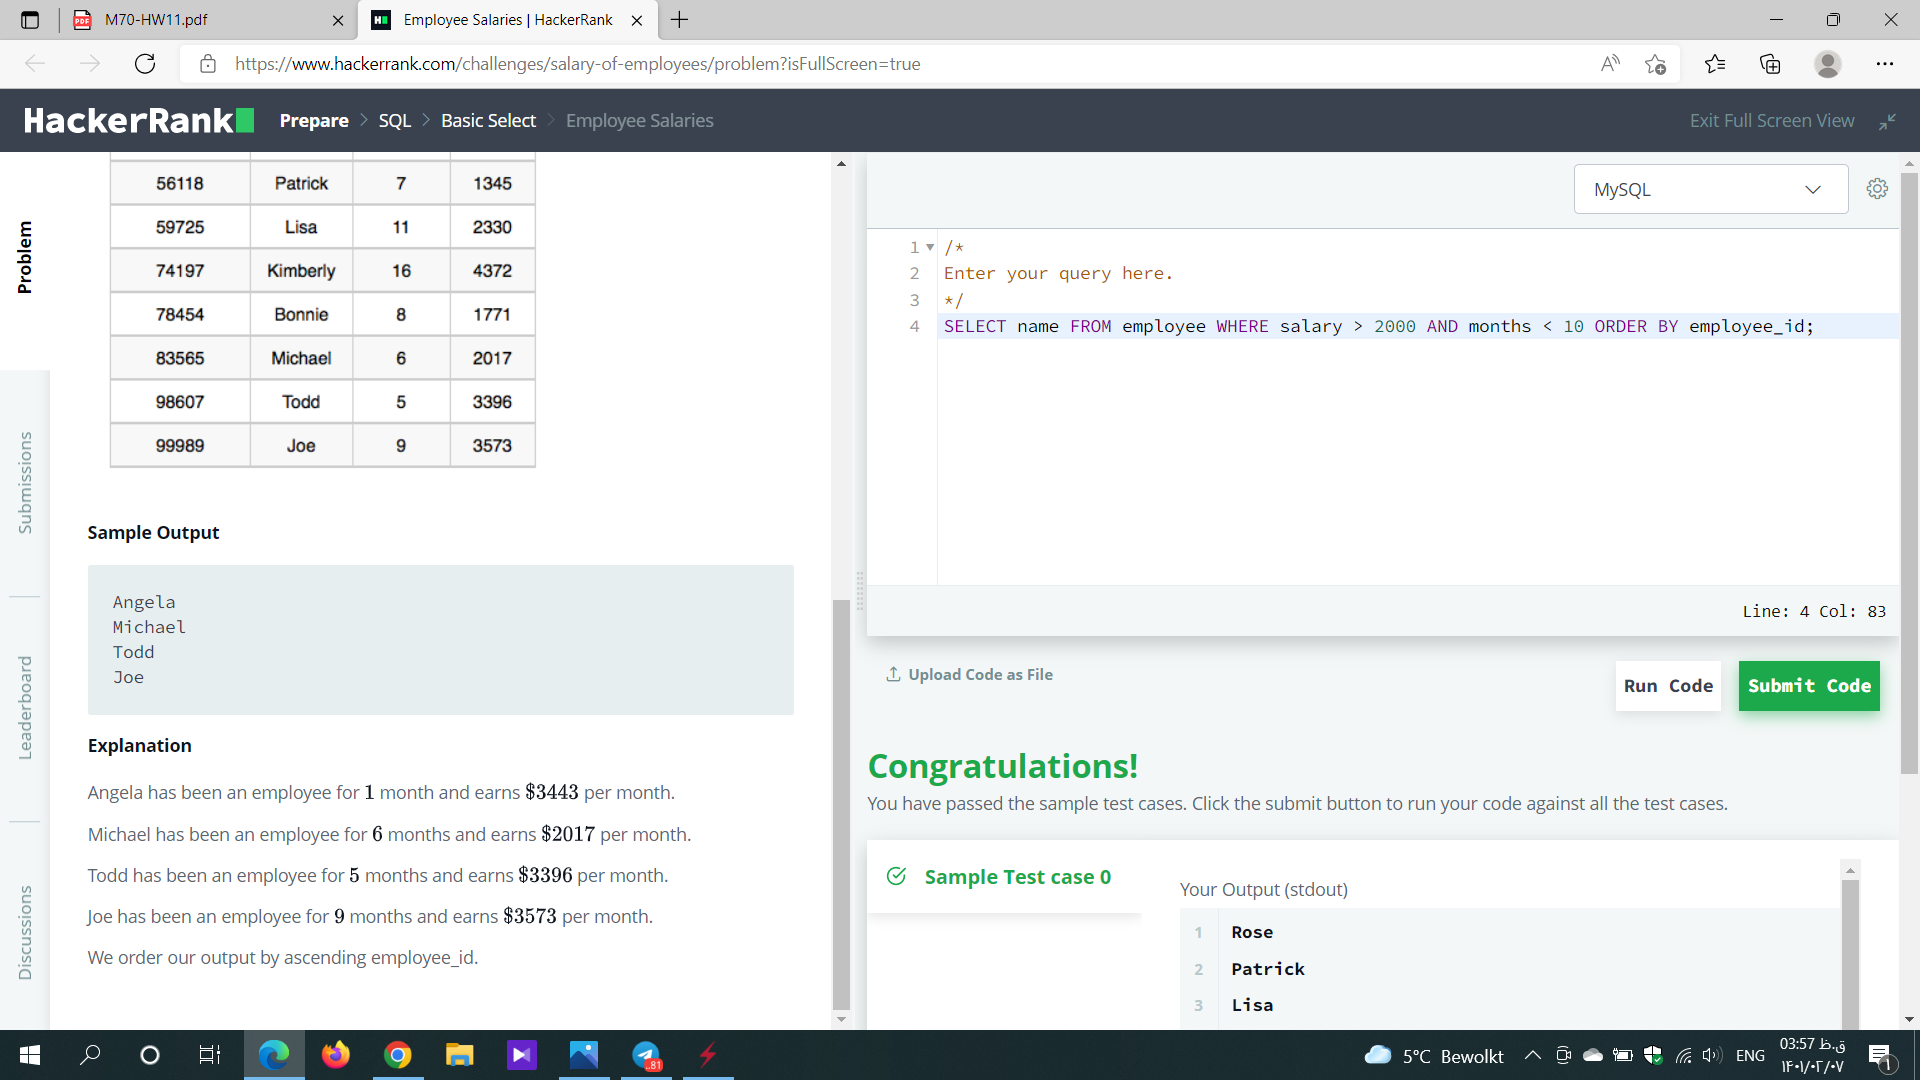 M70-HW11.pdf
Employee Salaries | HackerRank
https://www.hackerrank.com/challenges/salary-of-employees/problem?isFullScreen=true
HackerRank
Prepare > SQL > Basic Select > Employee Salaries
Exit Full Screen View
Problem
Submissions
Leaderboard
Discussions
56118 Patrick 7 1345
59725 Lisa 11 2330
74197 Kimberly 16 4372
78454 Bonnie 8 1771
83565 Michael 6 2017
98607 Todd 5 3396
99989 Joe 9 3573
Sample Output
Angela
Michael
Todd
Joe
Explanation
Angela has been an employee for 1 month and earns $3443 per month.
Michael has been an employee for 6 months and earns $2017 per month.
Todd has been an employee for 5 months and earns $3396 per month.
Joe has been an employee for 9 months and earns $3573 per month.
We order our output by ascending employee_id.
MySQL
1 /*
2 Enter your query here.
3 */
4 SELECT name FROM employee WHERE salary > 2000 AND months < 10 ORDER BY employee_id;
Line: 4 Col: 83
Upload Code as File
Run Code
Submit Code
Congratulations!
You have passed the sample test cases. Click the submit button to run your code against all the test cases.
Sample Test case 0
Your Output (stdout)
1 Rose
2 Patrick
3 Lisa
81
5°C Bewolkt
ENG
03:57 ق.ظ
۱۴۰۱/۰۲/۰۷
1